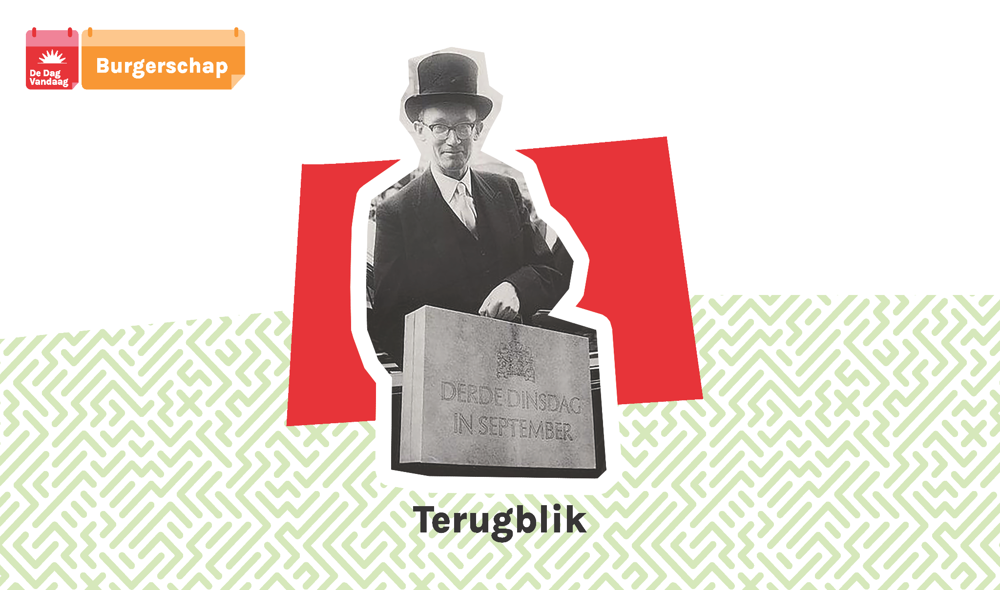 De Dag
Vandaag
Burgerschap
DERDE DINSDAG
IN SEPTEMBER
Terugblik